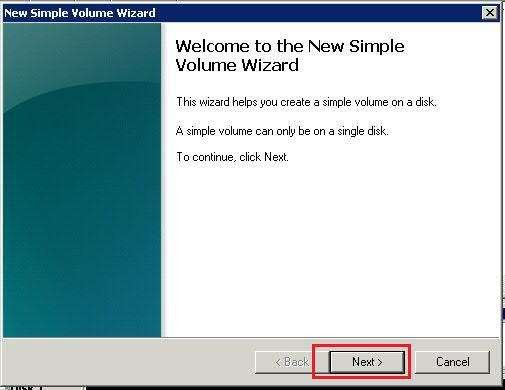 New Simple Volume Wizard
Welcome to the New Simple
Volume Wizard
This wizard helps you create a simple volume on a disk.
A simple volume can only be on a single disk.
To continue, click Next.
< Back
Next >
Cancel